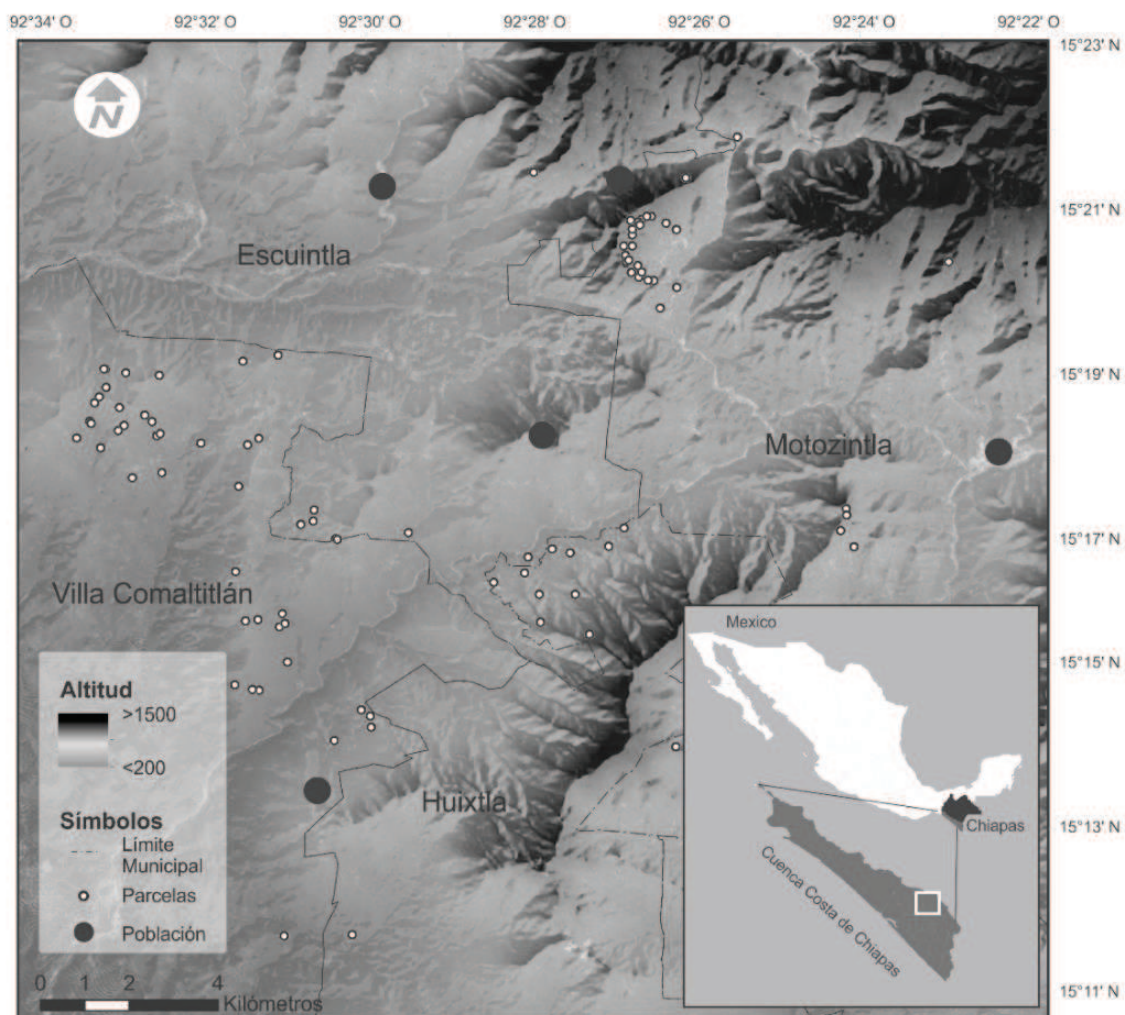 92°34' O 92°32' O 92°30' O 92°28' O 92°26' O 92°24' O 92°22' O
15°23' N
N
15°21' N
Escuintla
15°19' N
Motozintla
15°17' N
Villa Comaltitlán
15°15' N
Altitud
>1500
<200
Huixtla
Símbolos
Límite
Municipal
Parcelas
Población
Mexico
Chiapas
Cuenca Costa de Chiapas
15°13' N
0 2 4
Kilómetros
15°11' N